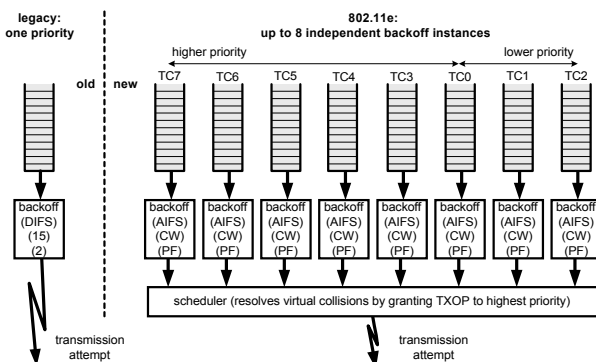 legacy:
one priority
802.11e:
up to 8 independent backoff instances
higher priority
lower priority
old
new
TC7 TC6 TC5 TC4 TC3 TC0 TC1 TC2
backoff
(DIFS)
(15)
(2)
backoff
(AIFS)
(CW)
(PF)
backoff
(AIFS)
(CW)
(PF)
backoff
(AIFS)
(CW)
(PF)
backoff
(AIFS)
(CW)
(PF)
backoff
(AIFS)
(CW)
(PF)
backoff
(AIFS)
(CW)
(PF)
backoff
(AIFS)
(CW)
(PF)
backoff
(AIFS)
(CW)
(PF)
scheduler (resolves virtual collisions by granting TXOP to highest priority)
transmission
attempt
transmission
attempt